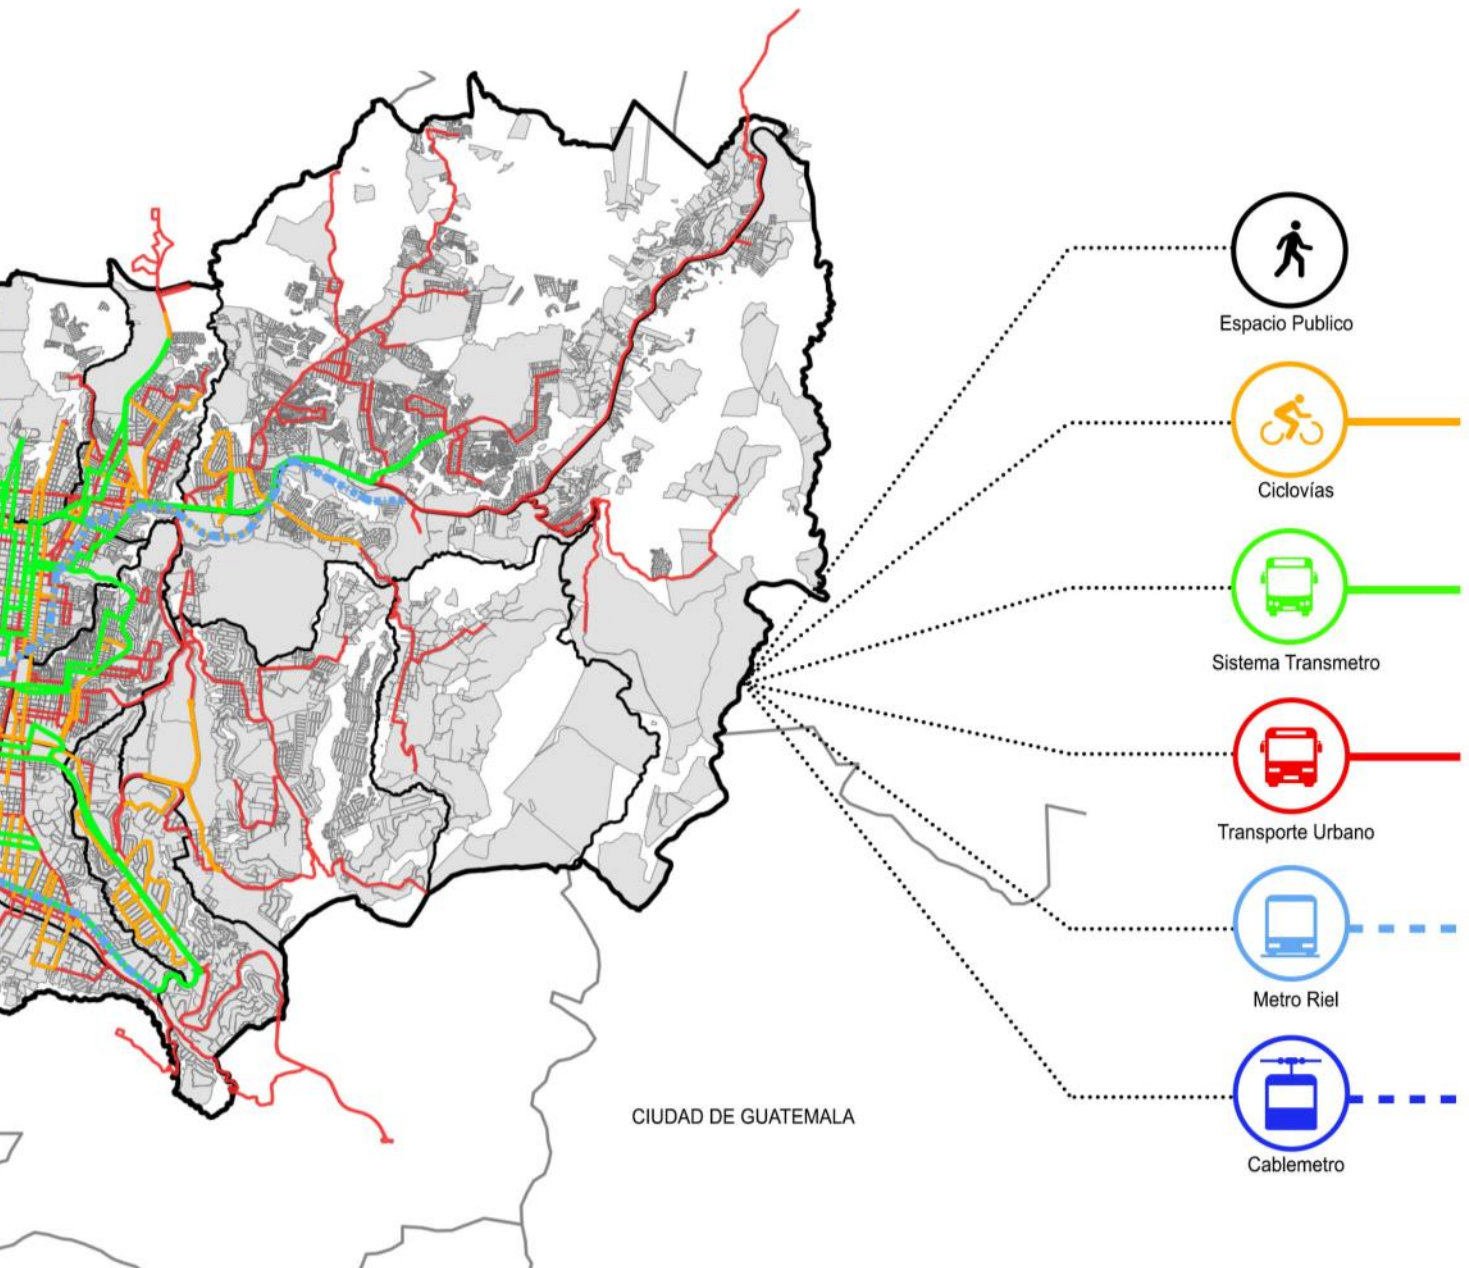 Espacio Publico
Ciclovías
Sistema Transmetro
Transporte Urbano
Metro Riel
CIUDAD DE GUATEMALA
Cablemetro